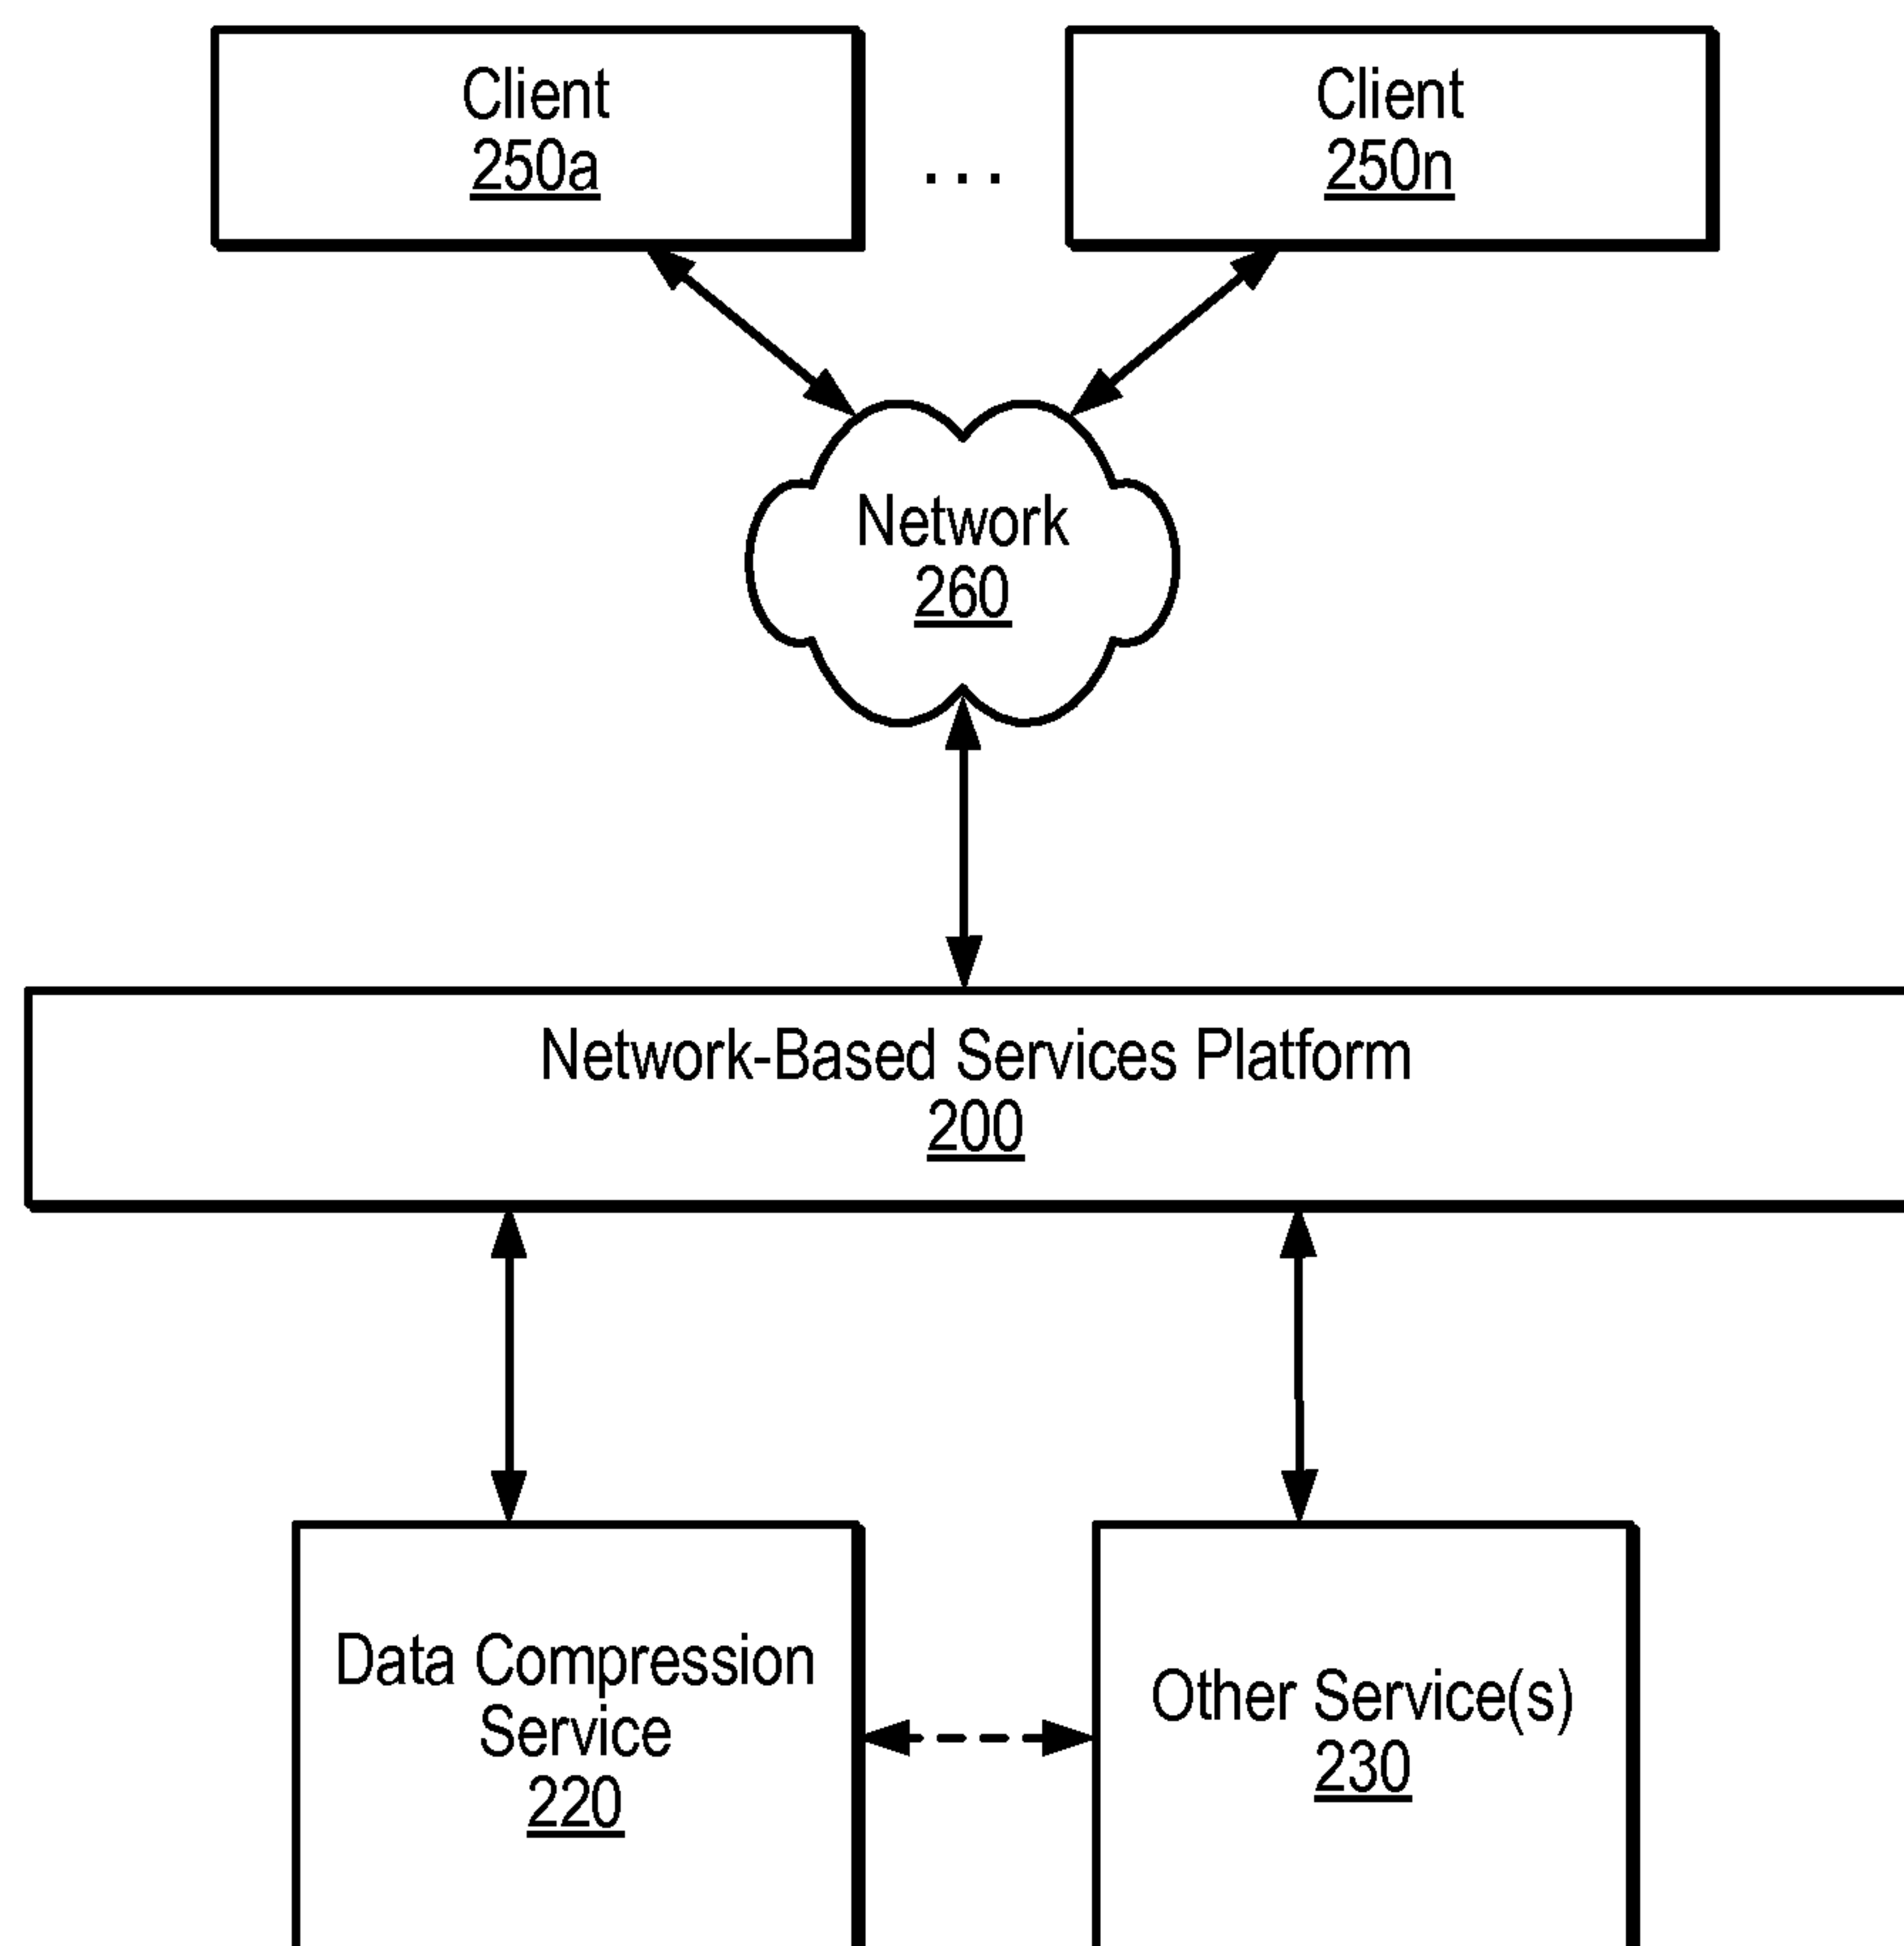 Client
250a
...
Client
250n
Network
260
Network-Based Services Platform
200
Data Compression
Service
220
Other Service(s)
230